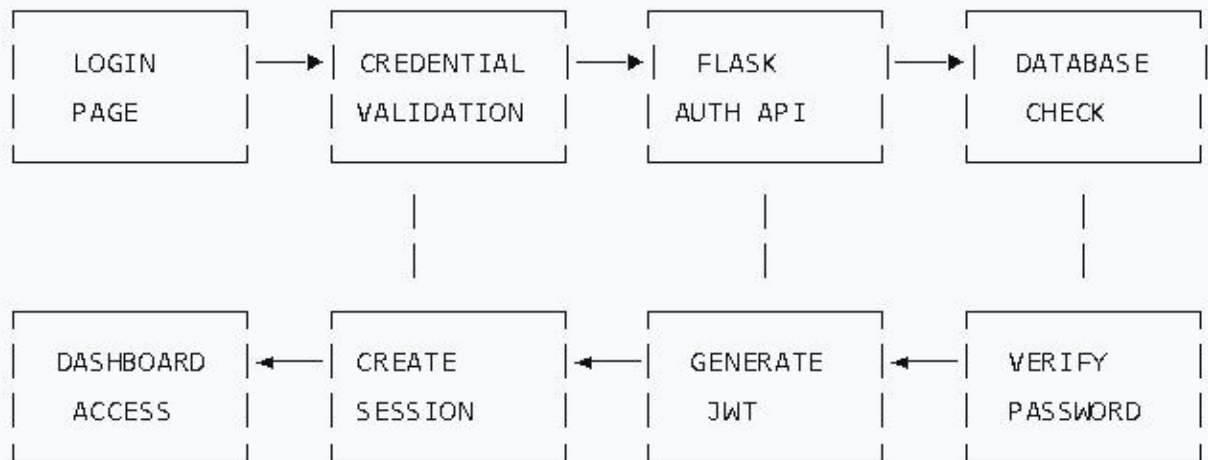 LOGIN
PAGE
CREDENTIAL
VALIDATION
FLASK
AUTH API
DATABASE
CHECK
DASHBOARD
ACCESS
CREATE
SESSION
GENERATE
JWT
VERIFY
PASSWORD